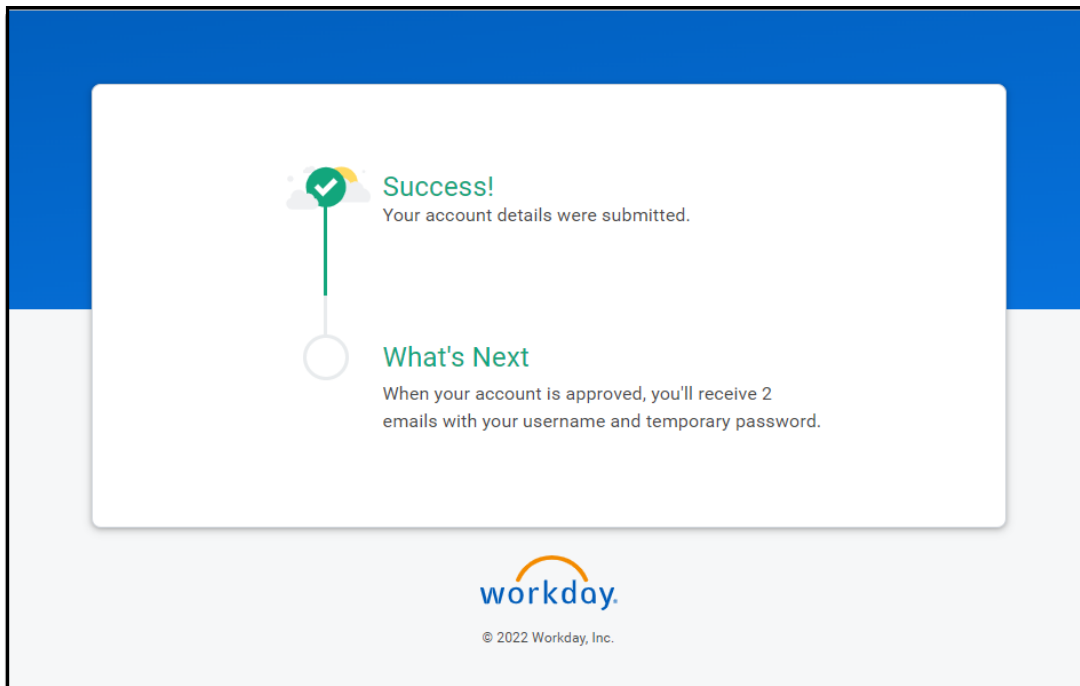 Success!
Your account details were submitted.
What's Next
When your account is approved, you'll receive 2
emails with your username and temporary password.
workday.
© 2022 Workday, Inc.